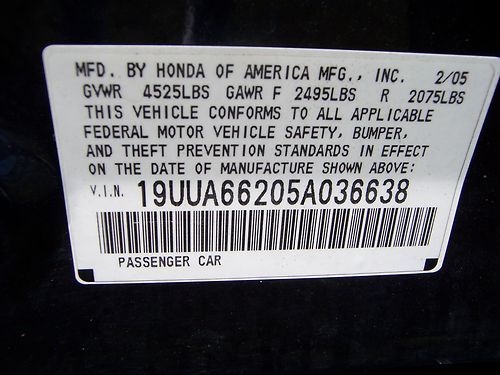 MFD. BY HONDA OF AMERICA MFG., INC. 2/05
GVWR 4525LBS GAWR F 2495LBS R 2075LBS
THIS VEHICLE CONFORMS TO ALL APPLICABLE
FEDERAL MOTOR VEHICLE SAFETY, BUMPER,
AND THEFT PREVENTION STANDARDS IN EFFECT
ON THE DATE OF MANUFACTURE SHOWN ABOVE:
V.I.N. 19UUA66205A036638
PASSENGER CAR